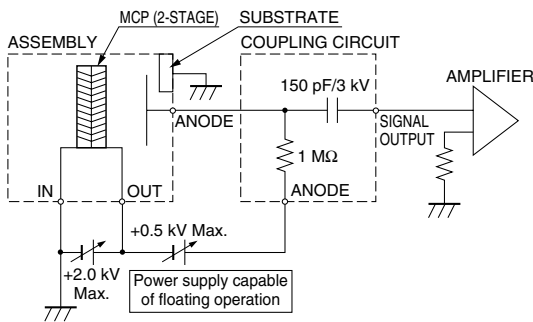 MCP (2-STAGE)
SUBSTRATE
ASSEMBLY
COUPLING CIRCUIT
150 pF/3 kV
AMPLIFIER
ANODE
SIGNAL
OUTPUT
1 MΩ
IN
OUT
ANODE
+0.5 kV Max.
+2.0 kV
Max.
Power supply capable
of floating operation